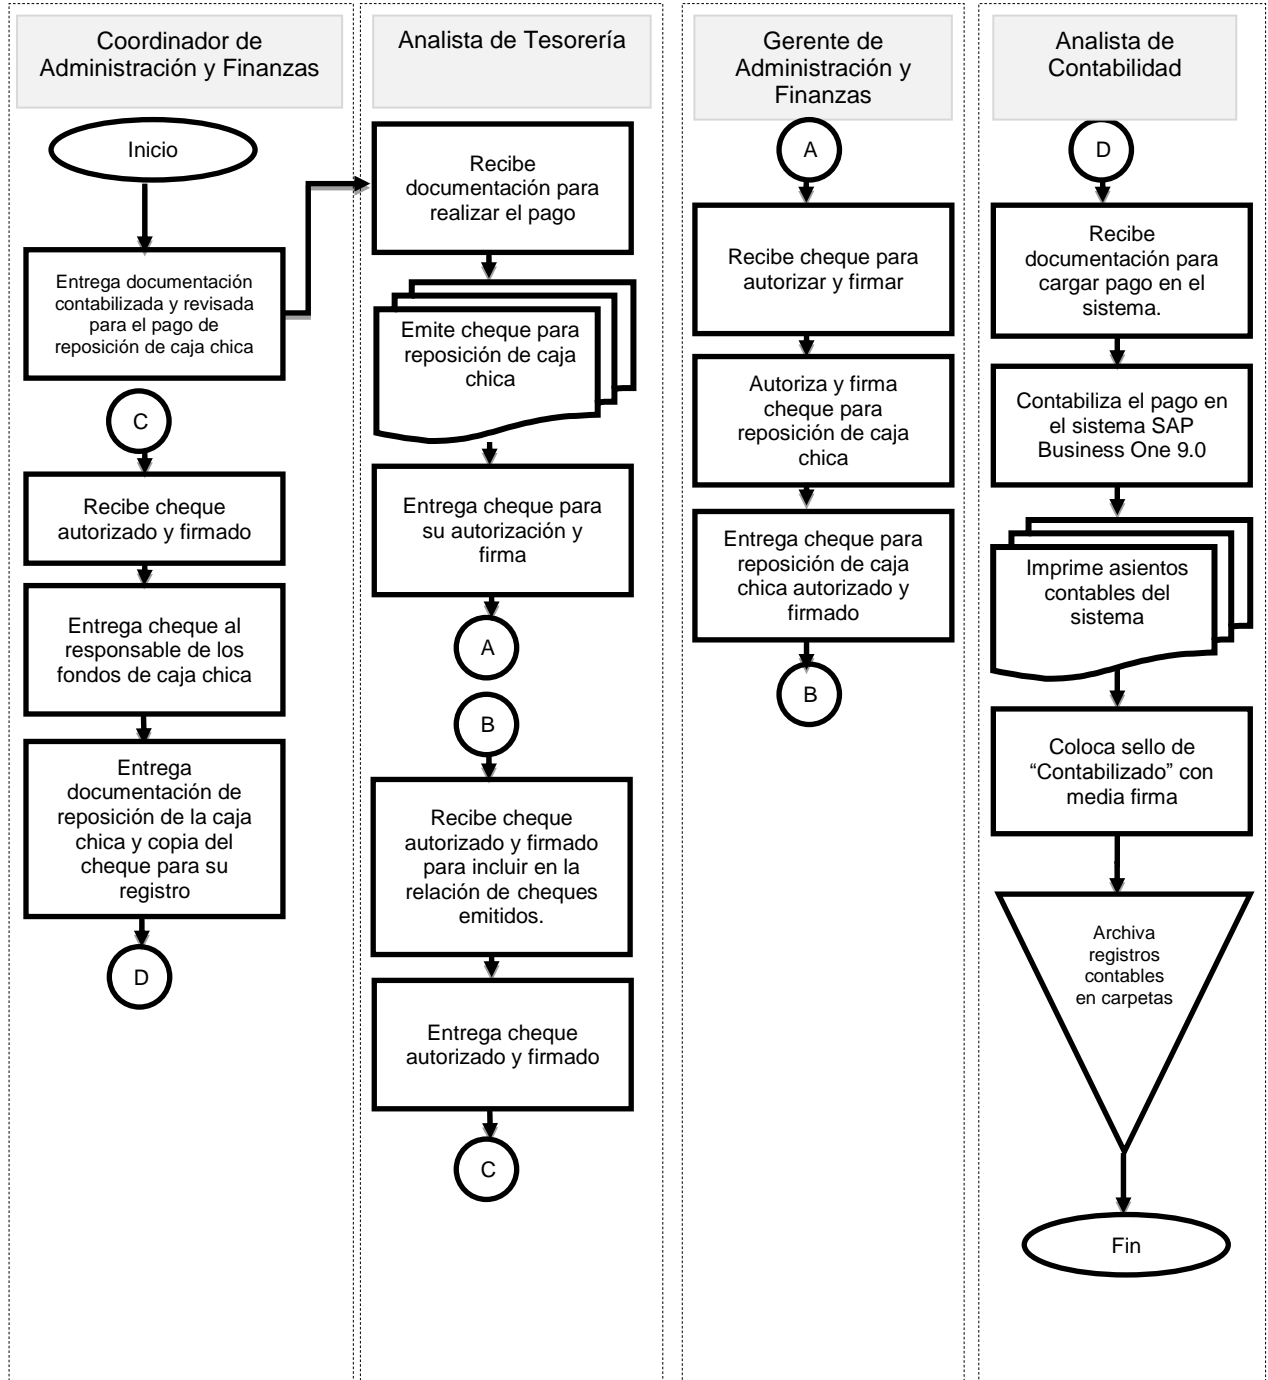 Coordinador de
Administración y Finanzas
Inicio
Entrega documentación
contabilizada y revisada
para el pago de
reposición de caja chica
C
Recibe cheque
autorizado y firmado
Entrega cheque al
responsable de los
fondos de caja chica
Entrega
documentación de
reposición de la caja
chica y copia del
cheque para su
registro
D
Analista de Tesorería
Recibe
documentación para
realizar el pago
Emite cheque para
reposición de caja
chica
Entrega cheque para
su autorización y
firma
A
B
Recibe cheque
autorizado y firmado
para incluir en la
relación de cheques
emitidos.
Entrega cheque
autorizado y firmado
C
Gerente de
Administración y
Finanzas
A
Recibe cheque para
autorizar y firmar
Autoriza y firma
cheque para
reposición de caja
chica
Entrega cheque para
reposición de caja
chica autorizado y
firmado
B
Analista de
Contabilidad
D
Recibe
documentación para
cargar pago en el
sistema.
Contabiliza el pago en
el sistema SAP
Business One 9.0
Imprime asientos
contables del
sistema
Coloca sello de
“Contabilizado” con
media firma
Archiva
registros
contables
en carpetas
Fin